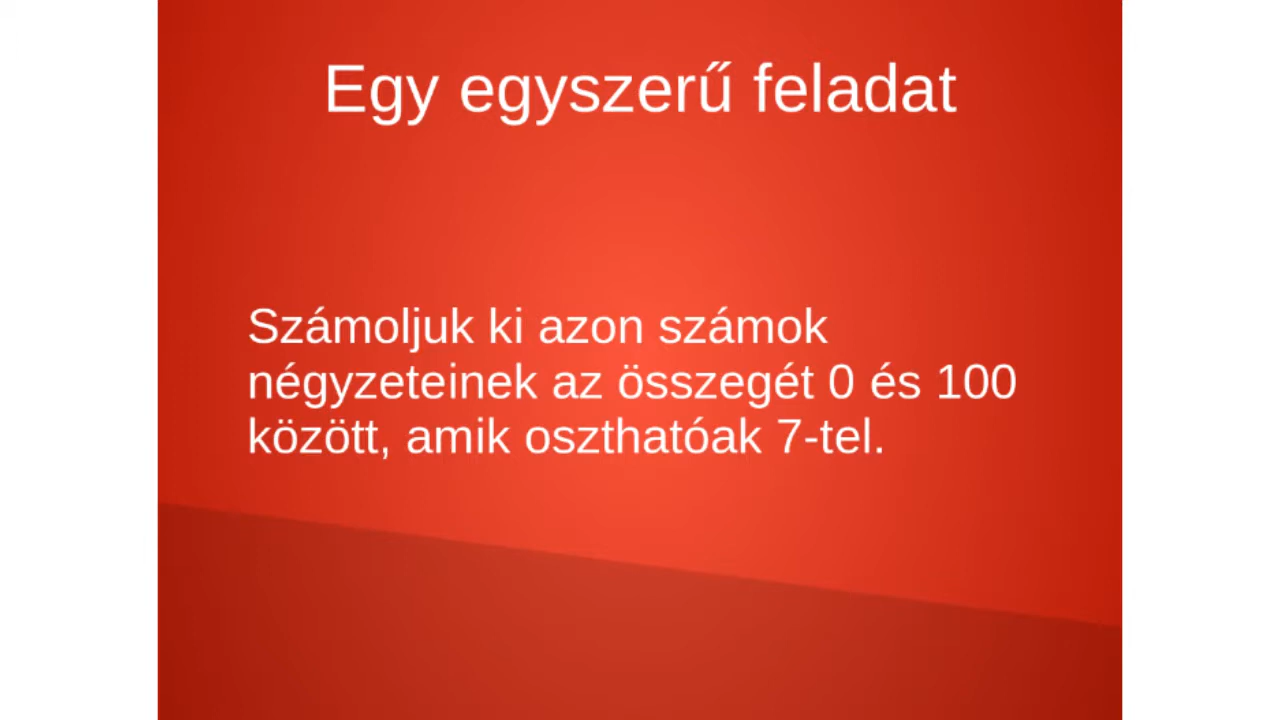 Egy egyszerű feladat
Számoljuk ki azon számok
négyzeteinek az összegét 0 és 100
között, amik oszthatóak 7-tel.